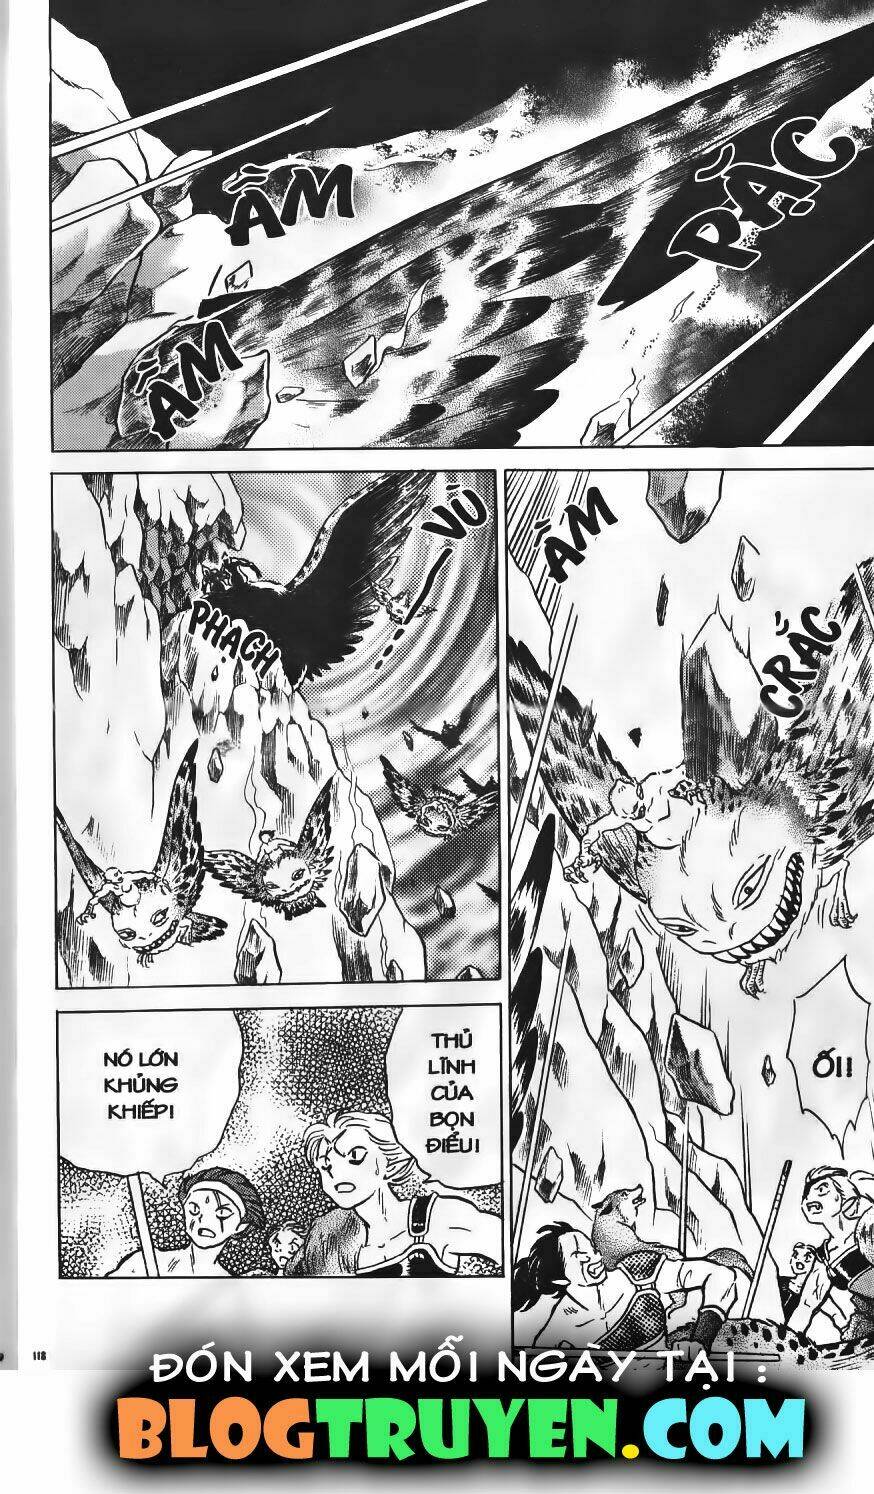 PẶC
ẦM
ẦM
ẦM
CRẮC
ỐI!
VÙ
PHẠCH
THỦ
LĨNH
CỦA
BỌN
ĐIỂU!
NÓ LỚN
KHỦNG
KHIẾP!
118
ĐÓN XEM MỖI NGÀY TẠI :
BLOGTRUYEN.COM